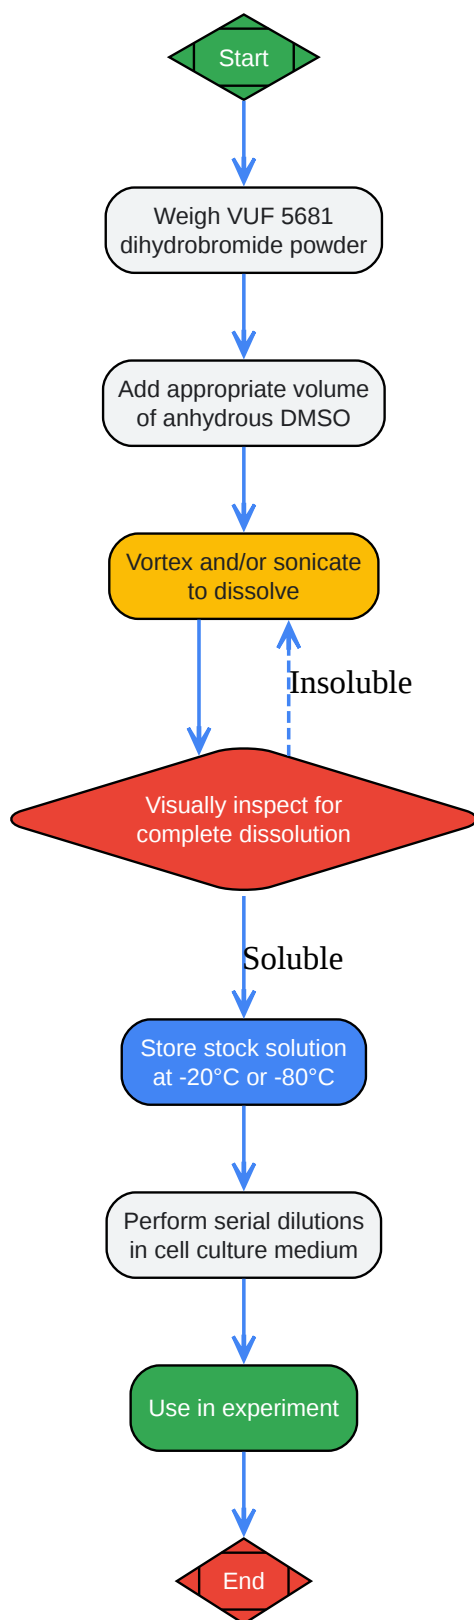 Start
Weigh VUF 5681
dihydrobromide powder
Add appropriate volume
of anhydrous DMSO
Vortex and/or sonicate
to dissolve
Insoluble
Visually inspect for
complete dissolution
Soluble
Store stock solution
at -20°C or -80°C
Perform serial dilutions
in cell culture medium
Use in experiment
End